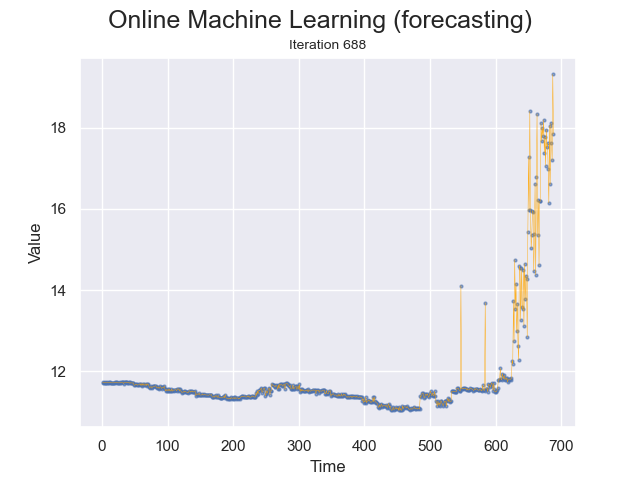 Online Machine Learning (forecasting)
Iteration 688
18
16
14
12
Value
0 100 200 300 400 500 600 700
Time